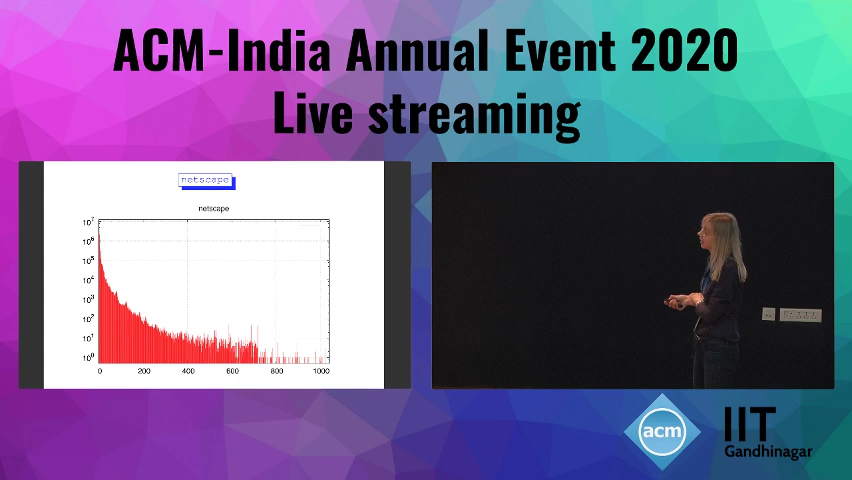 ACM-India Annual Event 2020
Live streaming
netscape
netscape
10⁷
10⁶
10⁵
10⁴
10³
10²
10¹
10⁰
0 200 400 600 800 1000
acm
IIT
Gandhinagar